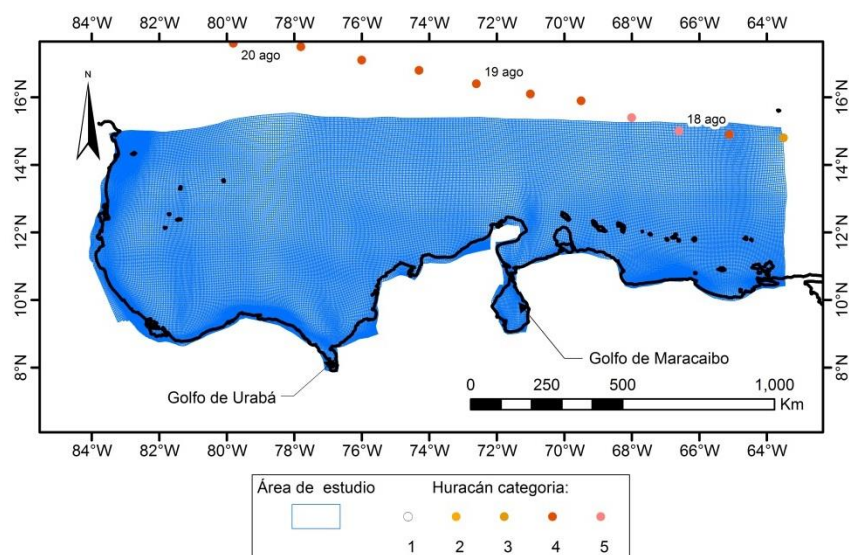 84°W 82°W 80°W 78°W 76°W 74°W 72°W 70°W 68°W 66°W 64°W
20 ago
19 ago
N
16°N 18 ago 16°N
14°N 14°N
12°N 12°N
10°N 10°N
Golfo de Maracaibo
8°N 8°N
Golfo de Urabá
0 250 500 1,000
Km
84°W 82°W 80°W 78°W 76°W 74°W 72°W 70°W 68°W 66°W 64°W
Área de estudio Huracán categoria:
1 2 3 4 5